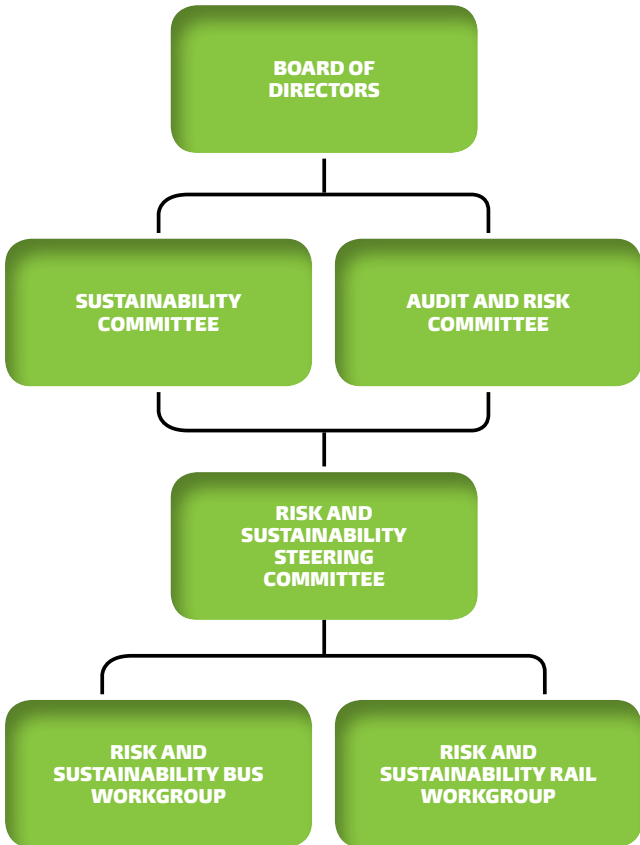 BOARD OF
DIRECTORS
SUSTAINABILITY
COMMITTEE
AUDIT AND RISK
COMMITTEE
RISK AND
SUSTAINABILITY
STEERING
COMMITTEE
RISK AND
SUSTAINABILITY BUS
WORKGROUP
RISK AND
SUSTAINABILITY RAIL
WORKGROUP